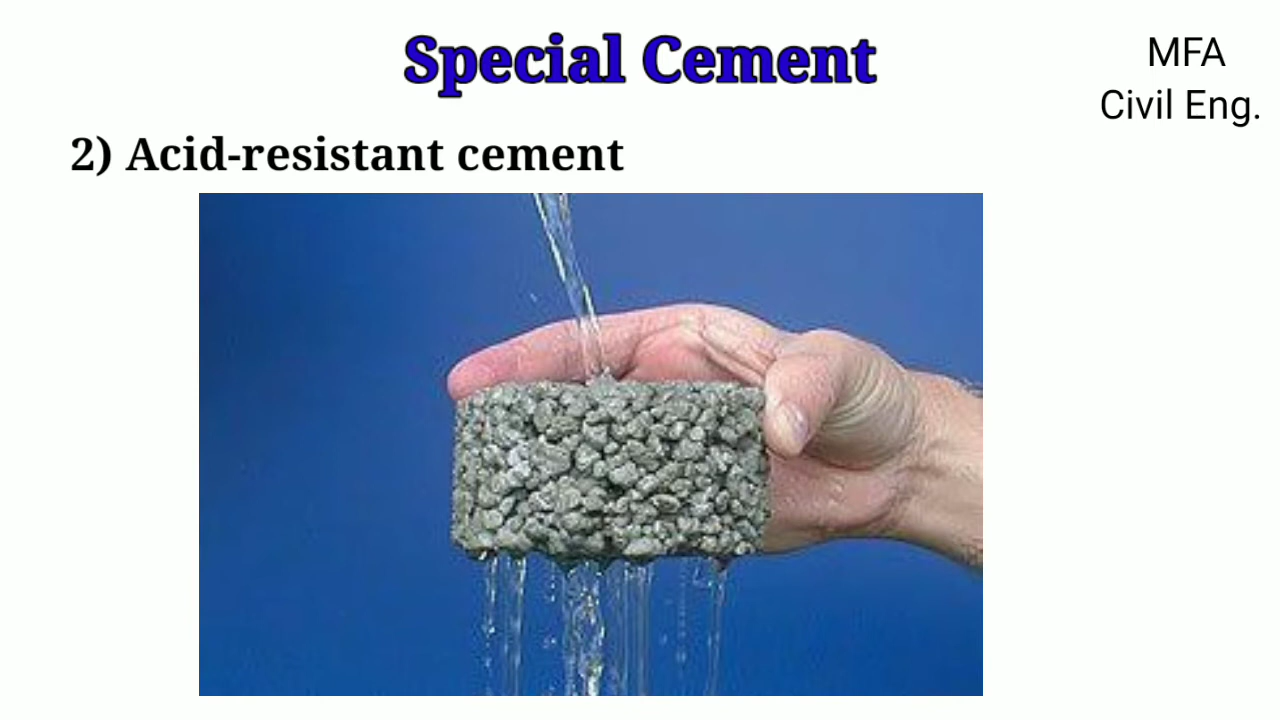 Special Cement
MFA
Civil Eng.
2) Acid-resistant cement